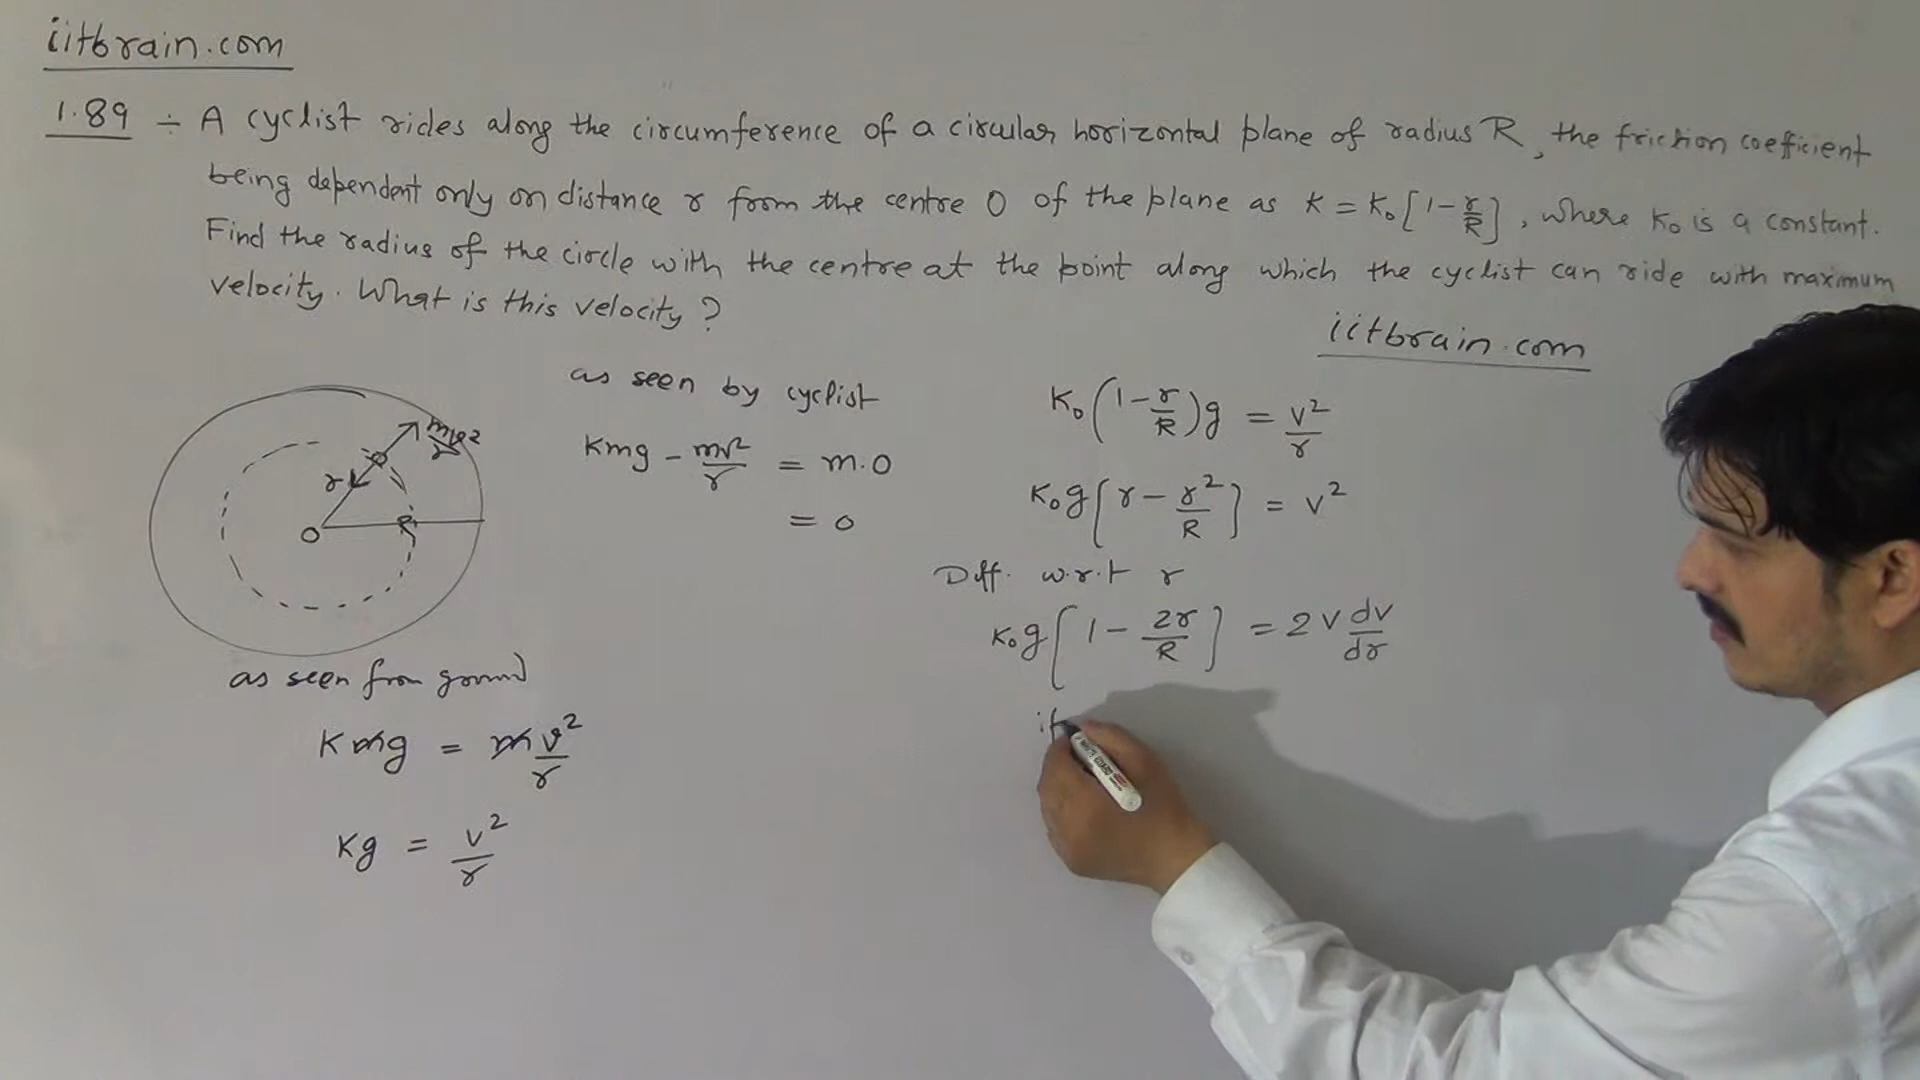 iitbrain.com
1.89 ÷ A cyclist rides along the circumference of a circular horizontal plane of radius R, the friction coefficient
being dependent only on distance r from the centre O of the plane as K = K₀[1 - r/R], where K₀ is a constant.
Find the radius of the circle with the centre at the point along which the cyclist can ride with maximum
velocity. What is this velocity?
iitbrain.com
r
O
R
as seen from ground
Kmg = mv²/r
Kg = v²/r
as seen by cyclist
Kmg - mv²/r = m.0
= 0
K₀(1 - r/R)g = v²/r
K₀g[r - r²/R] = v²
Diff. w.r.t r
K₀g[1 - 2r/R] = 2v dv/dr
if